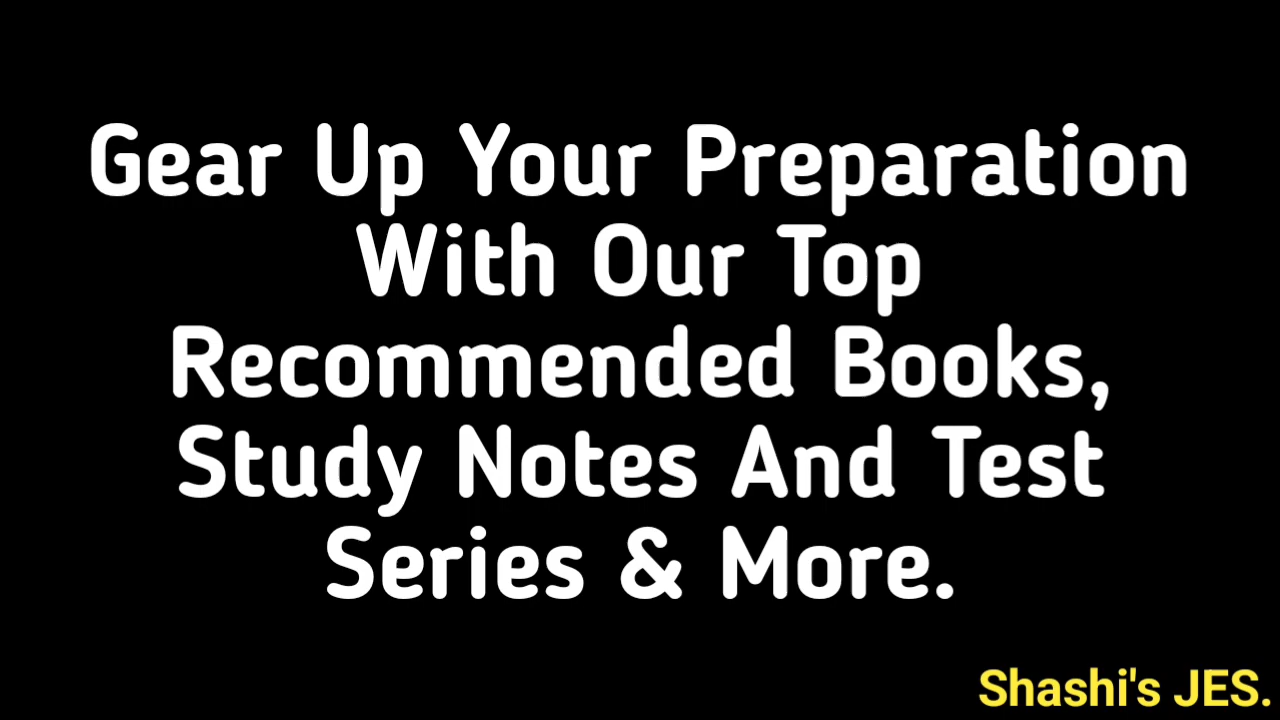 Gear Up Your Preparation
With Our Top
Recommended Books,
Study Notes And Test
Series & More.
Shashi's JES.